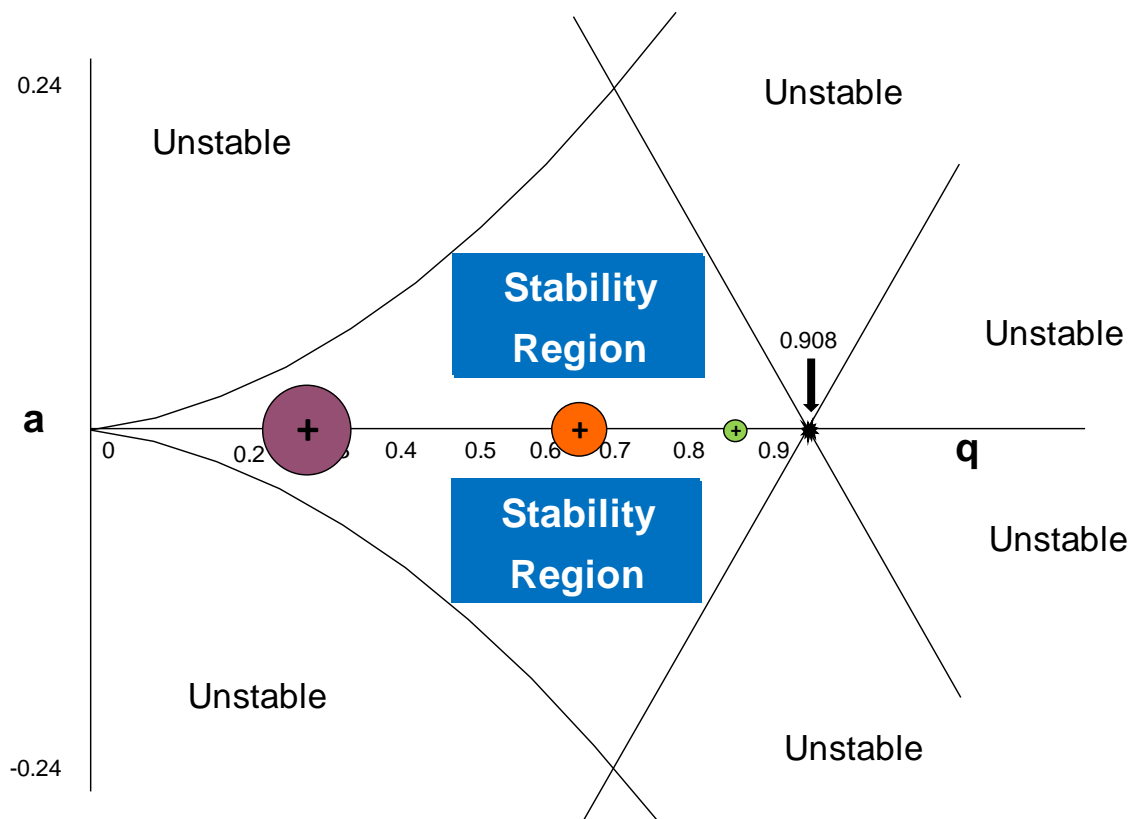 0.24
Unstable
Unstable
Stability
Region
Unstable
0.908
a
+
+
+
0
0.2
3
0.4
0.5
0.6
0.7
0.8
0.9
q
Stability
Region
Unstable
Unstable
Unstable
-0.24